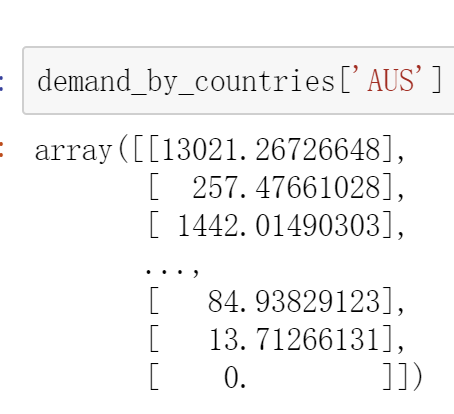 : demand_by_countries['AUS']
: array([[13021.26726648],
[  257.47661028],
[ 1442.01490303],
...,
[   84.93829123],
[   13.71266131],
[    0.        ]])